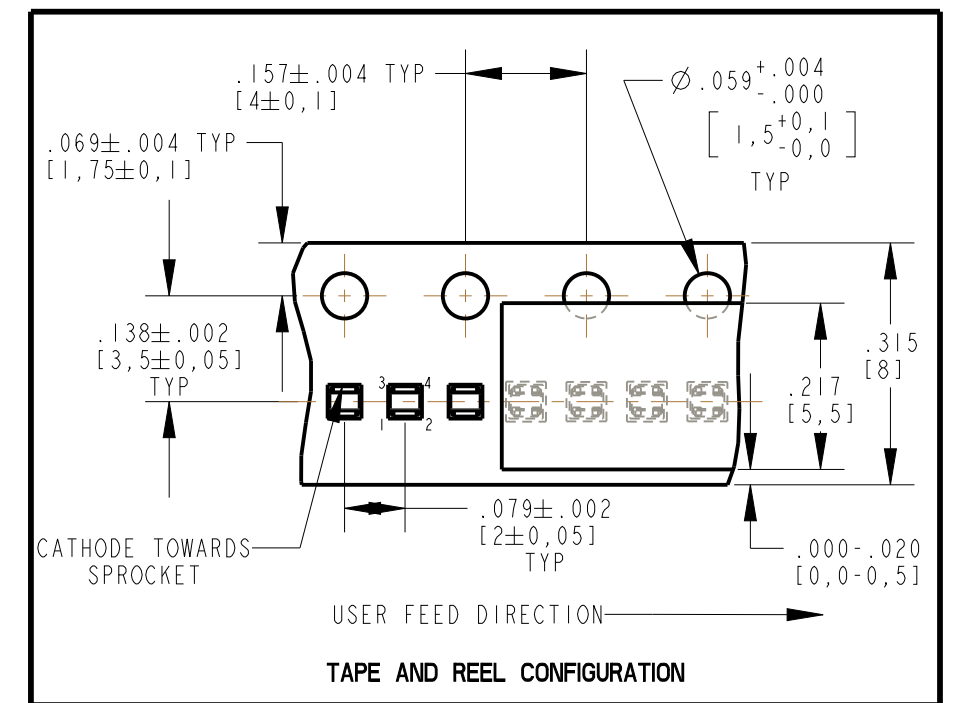 .157±.004 TYP
[4±0,1]
Ø.059+.004
-.000
[1,5+0,1
-0,0]
TYP
.069±.004 TYP
[1,75±0,1]
.138±.002
[3,5±0,05]
TYP
3 4
1 2
.315
[8]
.217
[5,5]
.079±.002
[2±0,05]
TYP
CATHODE TOWARDS
SPROCKET
.000-.020
[0,0-0,5]
USER FEED DIRECTION
TAPE AND REEL CONFIGURATION